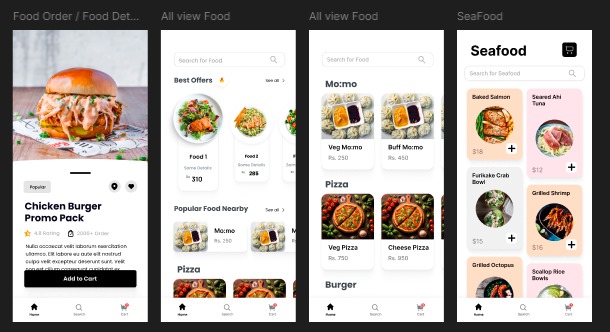 Food Order / Food Det...
Popular
Chicken Burger
Promo Pack
4.8 Rating
2000+ Order
Nulla occaecat velit laborum exercitation
ullamco. Elit labore eu aute elit nostrud
culpa velit excepteur deserunt sunt. Velit
non est cillum consequat cupidatat ex
Add to Cart
Home
Search
Cart
All view Food
Search for Food
Best Offers
See all
Food 1
Some Details
Rs 310
Food 2
Some Details
Rs 285
Popular Food Nearby
See all
Mo:mo
Rs. 250
Pizza
Home
Search
Cart
All view Food
Search for Food
Mo:mo
Veg Mo:mo
Rs. 250
Buff Mo:mo
Rs. 450
Pizza
Veg Pizza
Rs. 750
Cheese Pizza
Rs. 950
Burger
Home
Search
Cart
SeaFood
Seafood
Search for Seafood
Baked Salmon
$18
Seared Ahi
Tuna
$12
Furikake Crab
Bowl
$15
Grilled Shrimp
$16
Grilled Octopus
Scallop Rice
Bowls
Home
Search
Cart